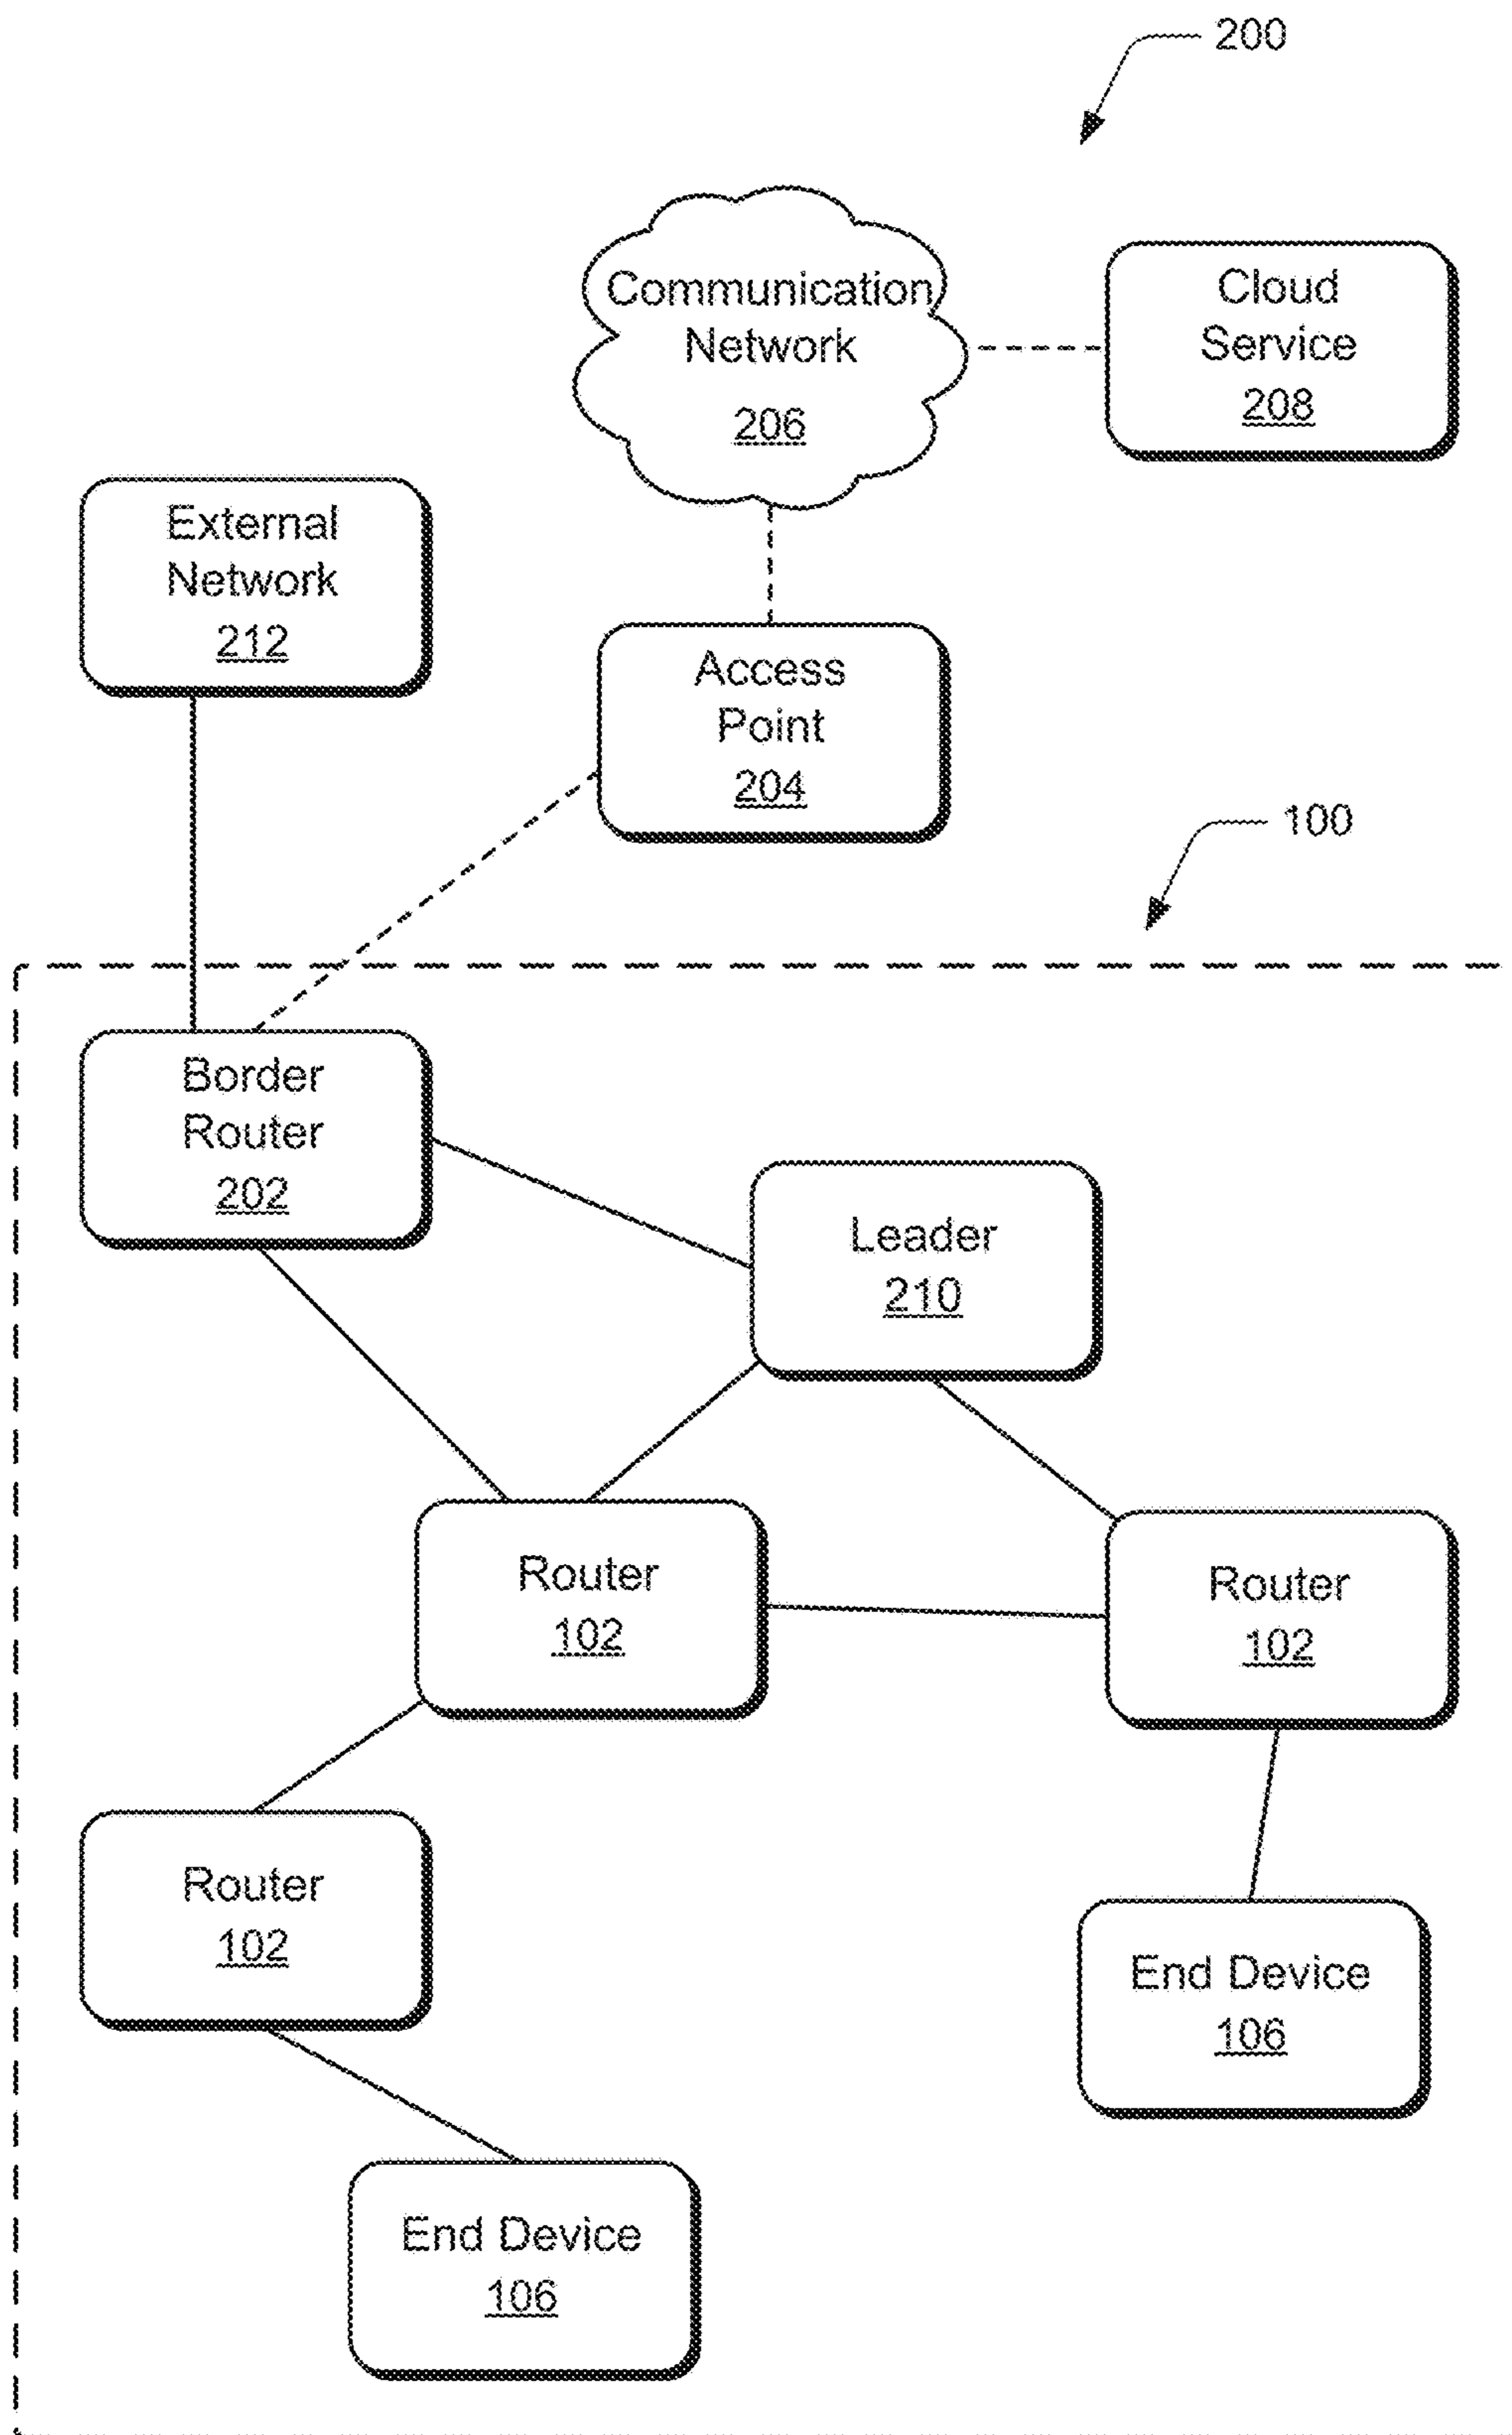 200
Communication
Network
206
Cloud
Service
208
External
Network
212
Access
Point
204
100
Border
Router
202
Leader
210
Router
102
Router
102
Router
102
End Device
106
End Device
106